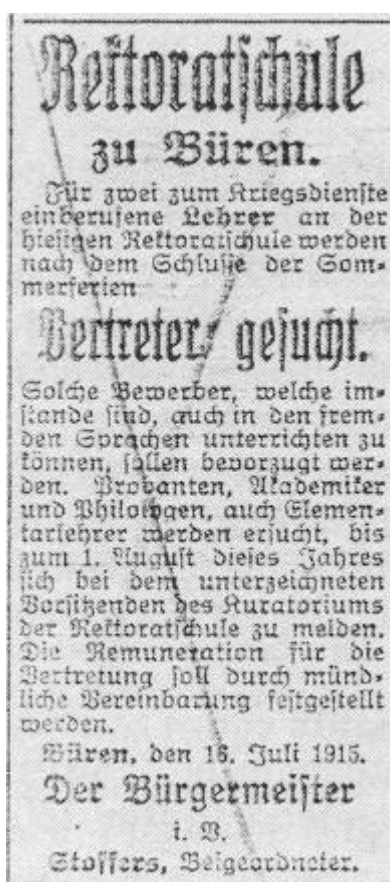 Rektoratschule
zu Büren.
Für zwei zum Kriegsdienste
einberufene Lehrer an der
hiesigen Rektoratschule werden
nach dem Schlusse der Som-
merferien
Vertreter gesucht.
Solche Bewerber, welche im-
stande sind, auch in den frem-
den Sprachen unterrichten zu
können, sollen bevorzugt wer-
den. Probanten, Akademiker
und Philologen, auch Elemen-
tarlehrer werden ersucht, bis
zum 1. August dieses Jahres
sich bei dem unterzeichneten
Vorsitzenden des Kuratoriums
der Rektoratschule zu melden.
Die Remuneration für die
Vertretung soll durch münd-
liche Vereinbarung festgestellt
werden.
Büren, den 16. Juli 1915.
Der Bürgermeister
i. V.
Stoffers, Beigeordneter.